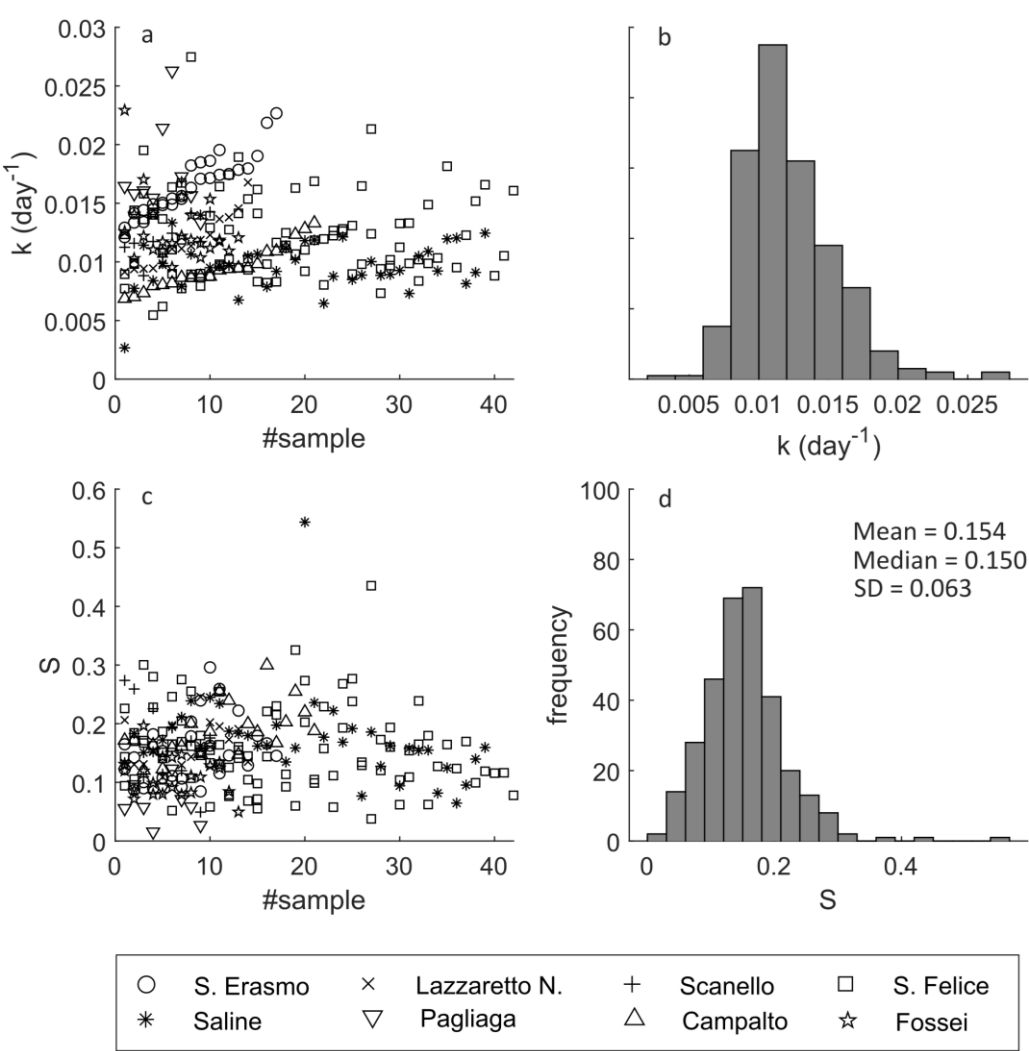 a
0.03
0.025
0.02
0.015
0.01
0.005
0
k (day-1)
0 10 20 30 40
#sample
b
0.005 0.01 0.015 0.02 0.025
k (day-1)
c
0.6
0.5
0.4
0.3
0.2
0.1
0
S
0 10 20 30 40
#sample
d
100
80
60
40
20
0
frequency
Mean = 0.154
Median = 0.150
SD = 0.063
0 0.2 0.4
S
S. Erasmo Lazzaretto N. Scanello S. Felice
Saline Pagliaga Campalto Fossei